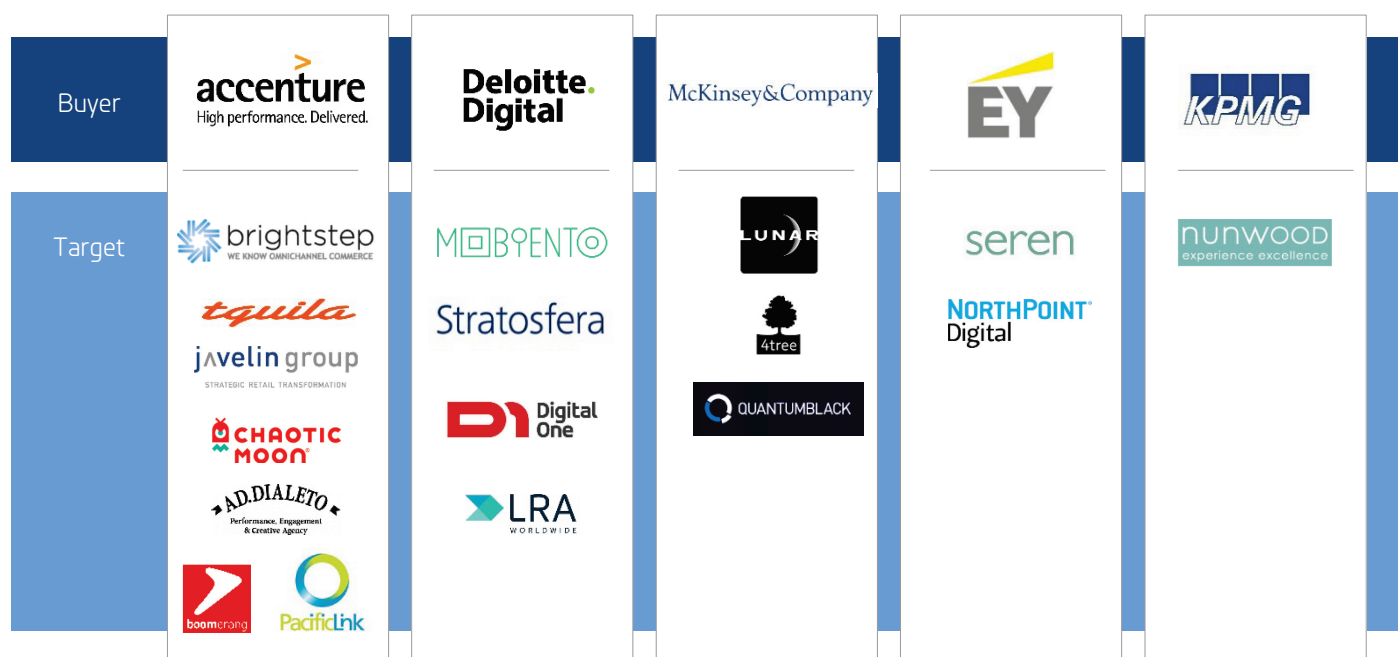 Buyer
accenture
High performance. Delivered.
Deloitte.
Digital
McKinsey&Company
EY
KPMG
Target
brightstep
WE KNOW OMNICHANNEL COMMERCE
tquila
javelin group
STRATEGIC RETAIL TRANSFORMATION
CHAOTIC
MOON
AD.DIALETO
Performance, Engagement
& Creative Agency
boomerang
PacificLink
MOBIENTO
Stratosfera
D1 Digital
One
LRA
WORLDWIDE
LUNAR
4tree
QUANTUMBLACK
seren
NORTHPOINT
Digital
nunwood
experience excellence